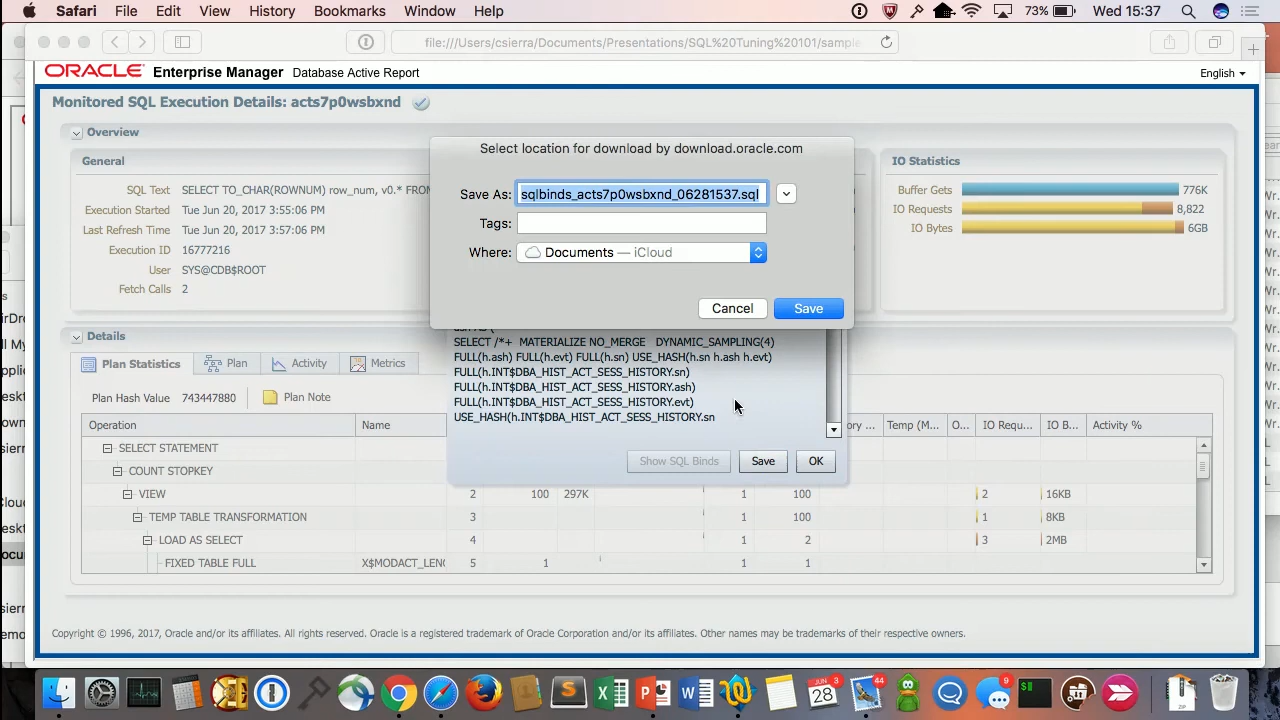 Safari File Edit View History Bookmarks Window Help 73% Wed 15:37
file:///Users/csierra/Documents/Presentations/SQL%20Tuning%20101/sample
ORACLE Enterprise Manager Database Active Report English
Monitored SQL Execution Details: acts7p0wsbxnd
Overview
General
SQL Text SELECT TO_CHAR(ROWNUM) row_num, v0.* FROM
Execution Started Tue Jun 20, 2017 3:55:06 PM
Last Refresh Time Tue Jun 20, 2017 3:57:06 PM
Execution ID 16777216
User SYS@CDB$ROOT
Fetch Calls 2
IO Statistics
Buffer Gets 776K
IO Requests 8,822
IO Bytes 6GB
Select location for download by download.oracle.com
Save As: sqlbinds_acts7p0wsbxnd_06281537.sql
Tags:
Where: Documents — iCloud
Cancel Save
SELECT /*+ MATERIALIZE NO_MERGE DYNAMIC_SAMPLING(4)
FULL(h.ash) FULL(h.evt) FULL(h.sn) USE_HASH(h.sn h.ash h.evt)
FULL(h.INT$DBA_HIST_ACT_SESS_HISTORY.sn)
FULL(h.INT$DBA_HIST_ACT_SESS_HISTORY.ash)
FULL(h.INT$DBA_HIST_ACT_SESS_HISTORY.evt)
USE_HASH(h.INT$DBA_HIST_ACT_SESS_HISTORY.sn
Show SQL Binds Save OK
Details
Plan Statistics Plan Activity Metrics
Plan Hash Value 743447880 Plan Note
Operation Name ory ... Temp (M... O... IO Requ... IO B... Activity %
SELECT STATEMENT
COUNT STOPKEY
VIEW 2 100 297K 1 100 2 16KB
TEMP TABLE TRANSFORMATION 3 1 100 1 8KB
LOAD AS SELECT 4 1 2 3 2MB
FIXED TABLE FULL X$MODACT_LENG 5 1 1 1
Copyright © 1996, 2017, Oracle and/or its affiliates. All rights reserved. Oracle is a registered trademark of Oracle Corporation and/or its affiliates. Other names may be trademarks of their respective owners.
JUN 28 3 44 9
ZIP